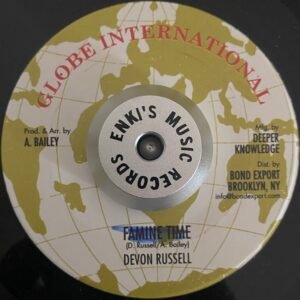 GLOBE INTERNATIONAL
ENKI'S MUSIC RECORDS
Prod. & Arr. by
A. BAILEY
Mfg. by
DEEPER
KNOWLEDGE
Dist. by
BOND EXPORT
BROOKLYN, NY
info@bondexport.com
FAMINE TIME
(D. Russell/A. Bailey)
DEVON RUSSELL